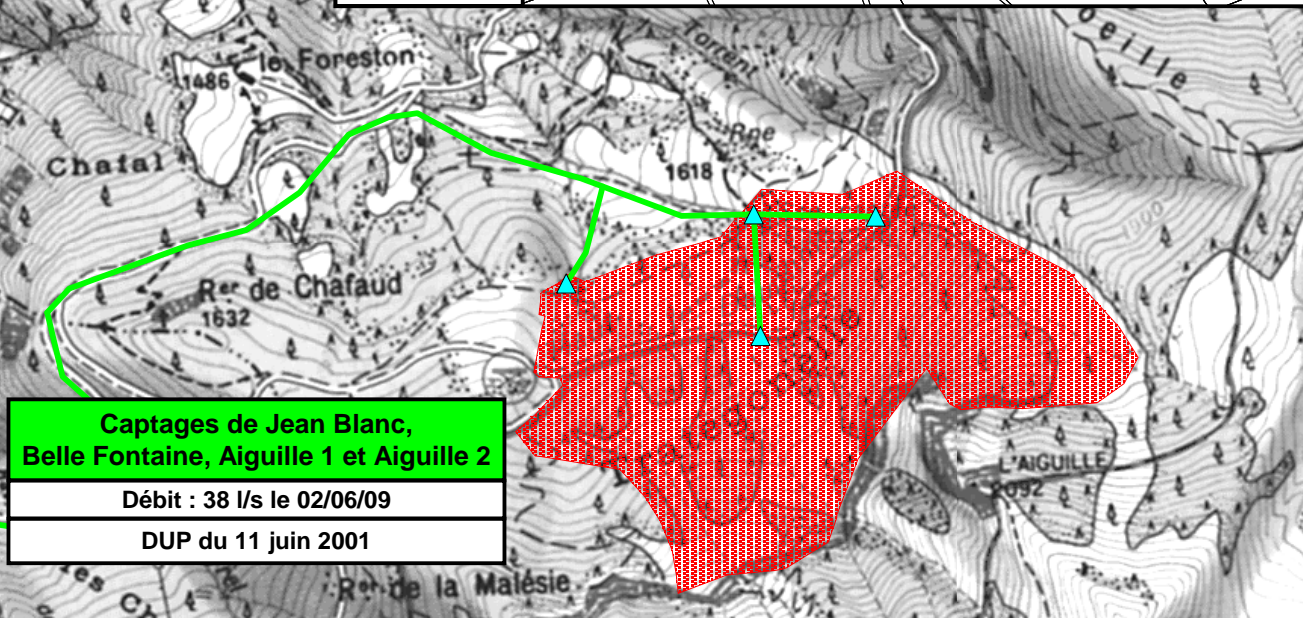 oeille
Torrent
le Foreston
1486
Rne
Chafal
1618
Rer de Chafaud
1632
Captages de Jean Blanc,
Belle Fontaine, Aiguille 1 et Aiguille 2
L'AIGUILLE
2092
Débit : 38 l/s le 02/06/09
DUP du 11 juin 2001
Rer de la Malésie